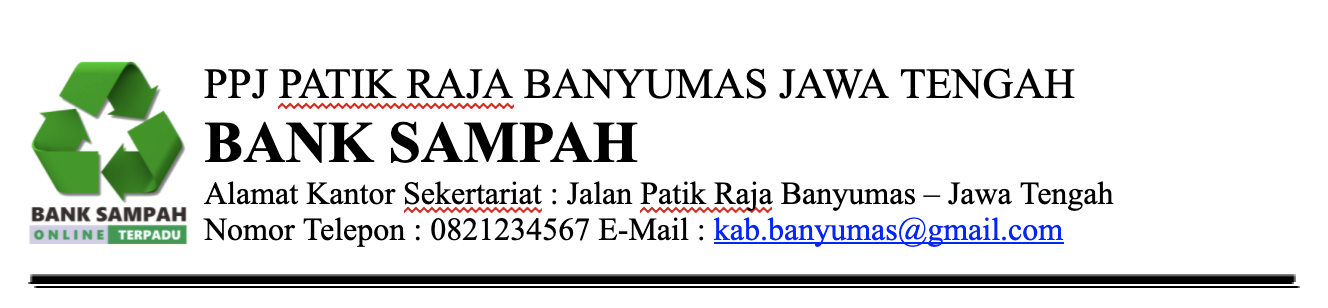 PPJ PATIK RAJA BANYUMAS JAWA TENGAH
BANK SAMPAH
Alamat Kantor Sekertariat : Jalan Patik Raja Banyumas – Jawa Tengah
Nomor Telepon : 0821234567 E-Mail : kab.banyumas@gmail.com
BANK SAMPAH
ONLINE TERPADU